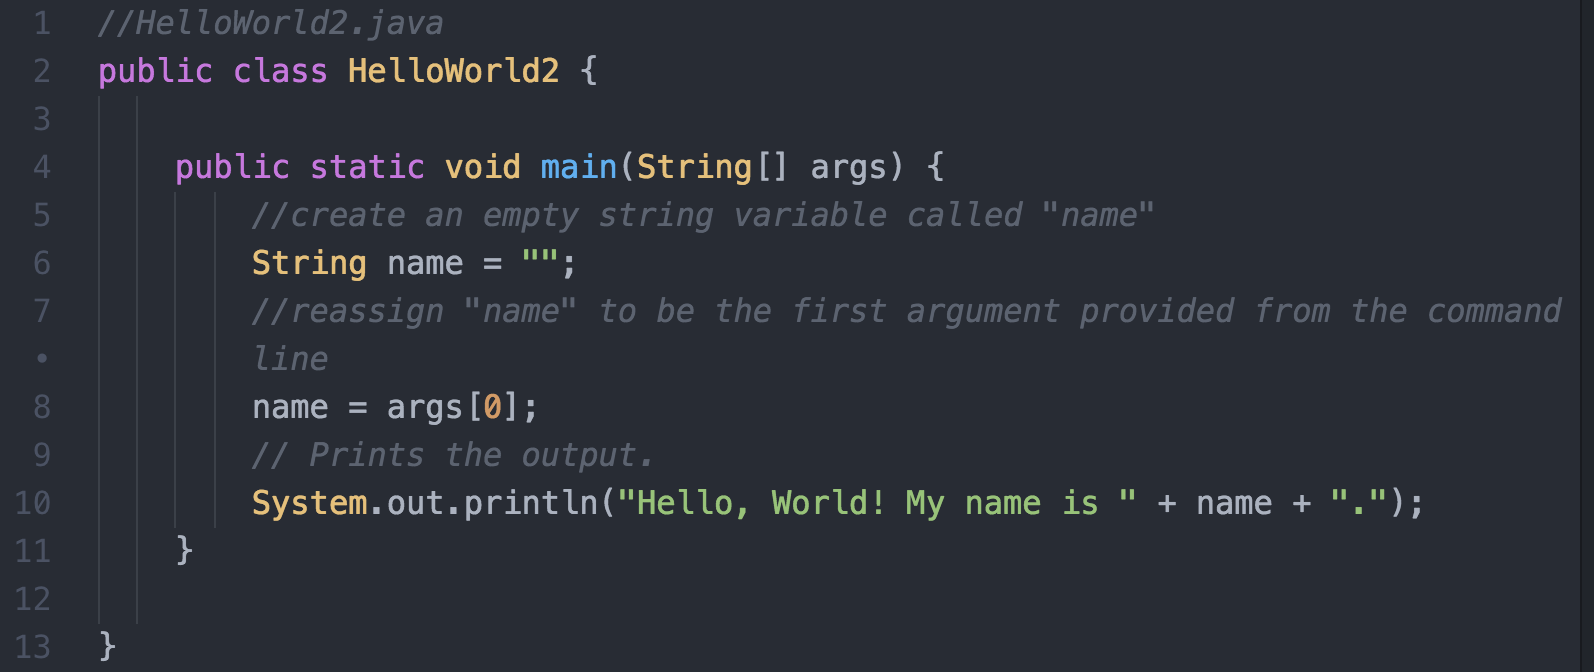 1 //HelloWorld2.java
2 public class HelloWorld2 {
3
4 public static void main(String[] args) {
5 //create an empty string variable called "name"
6 String name = "";
7 //reassign "name" to be the first argument provided from the command
• line
8 name = args[0];
9 // Prints the output.
10 System.out.println("Hello, World! My name is " + name + ".");
11 }
12
13 }